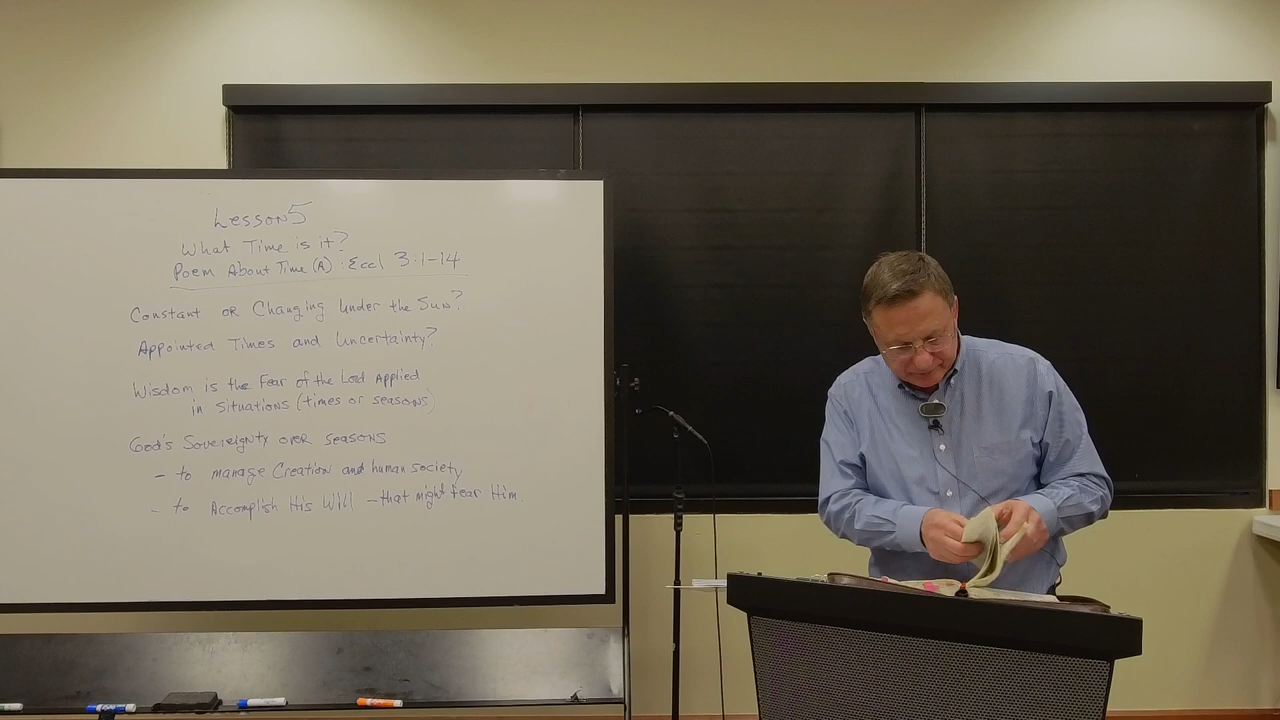 Lesson 5
What Time is it?
Poem About Time (A) : Eccl 3:1-14
Constant or Changing Under the Sun?
Appointed Times and Uncertainty?
Wisdom is the Fear of the Lord Applied
in Situations (times or seasons)
God's Sovereignty over seasons
- to manage Creation and human society
- to Accomplish His Will - that might fear Him.